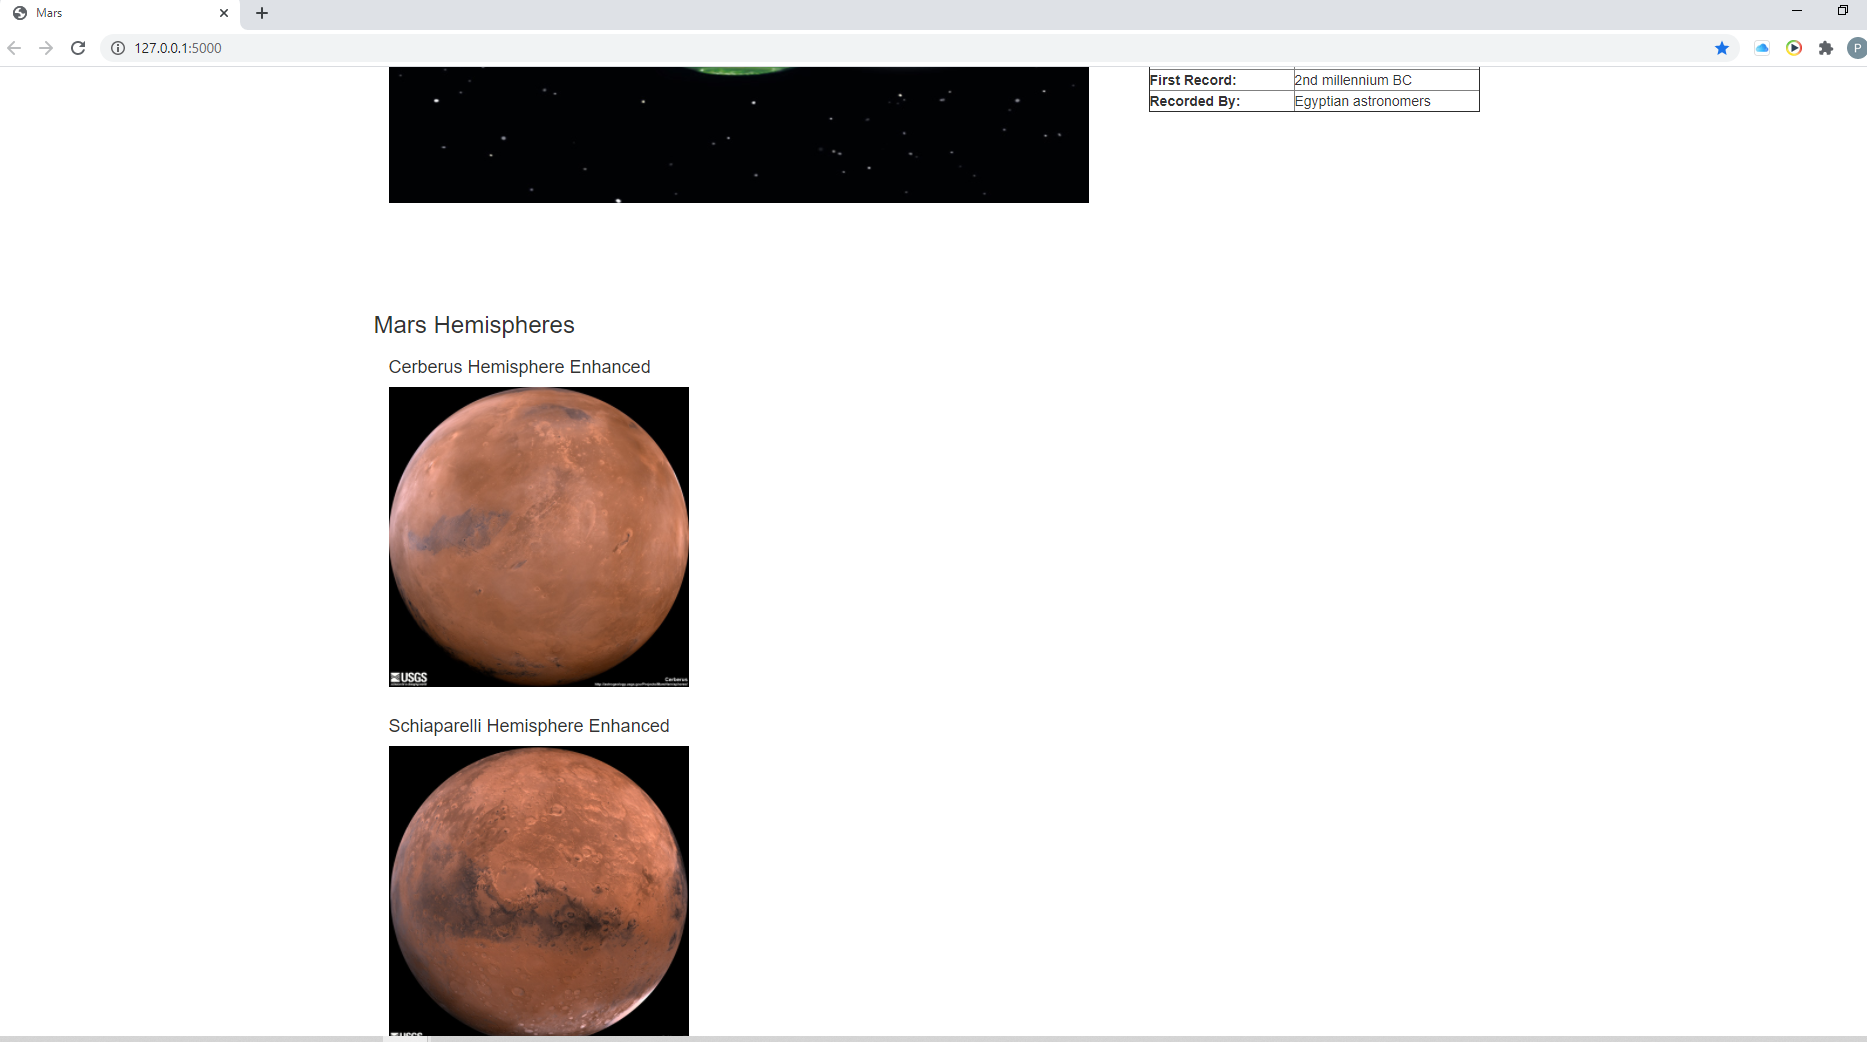 Mars
127.0.0.1:5000
P
First Record: 2nd millennium BC
Recorded By: Egyptian astronomers
Mars Hemispheres
Cerberus Hemisphere Enhanced
USGS
Cerberus
Schiaparelli Hemisphere Enhanced
USGS